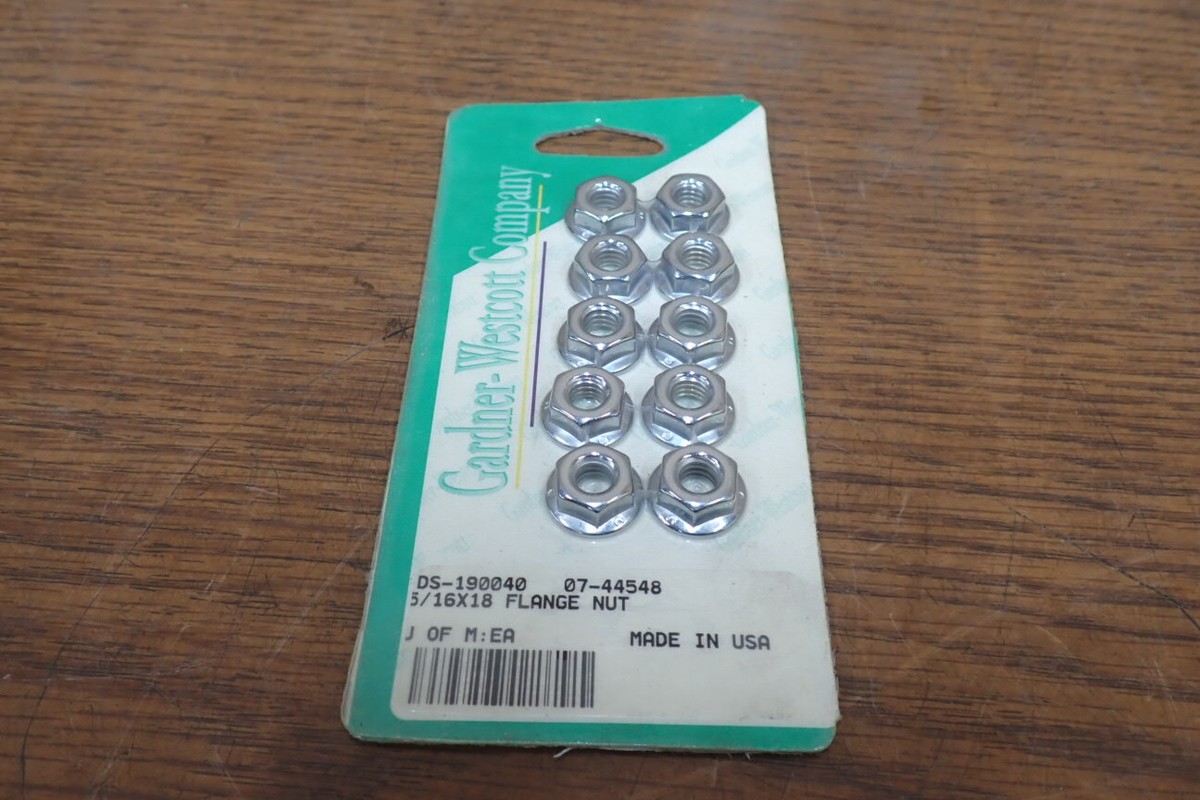 Gardner-Westcott Company
DS-190040 07-44548
5/16X18 FLANGE NUT
U OF M:EA MADE IN USA